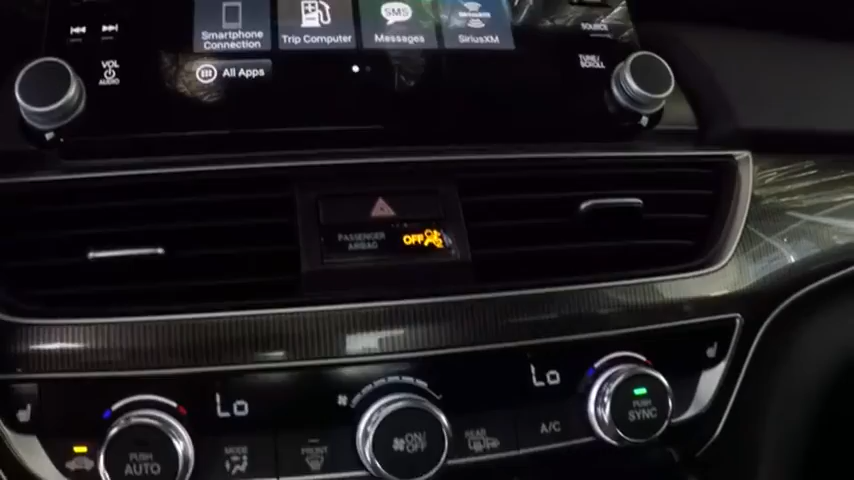 SOURCE
Smartphone
Connection
Trip Computer
SMS
Messages
SiriusXM
VOL
AUDIO
All Apps
TUNE/
SCROLL
PASSENGER
AIRBAG
OFF
Lo
Lo
PUSH
AUTO
MODE
FRONT
ON/
OFF
REAR
A/C
PUSH
SYNC